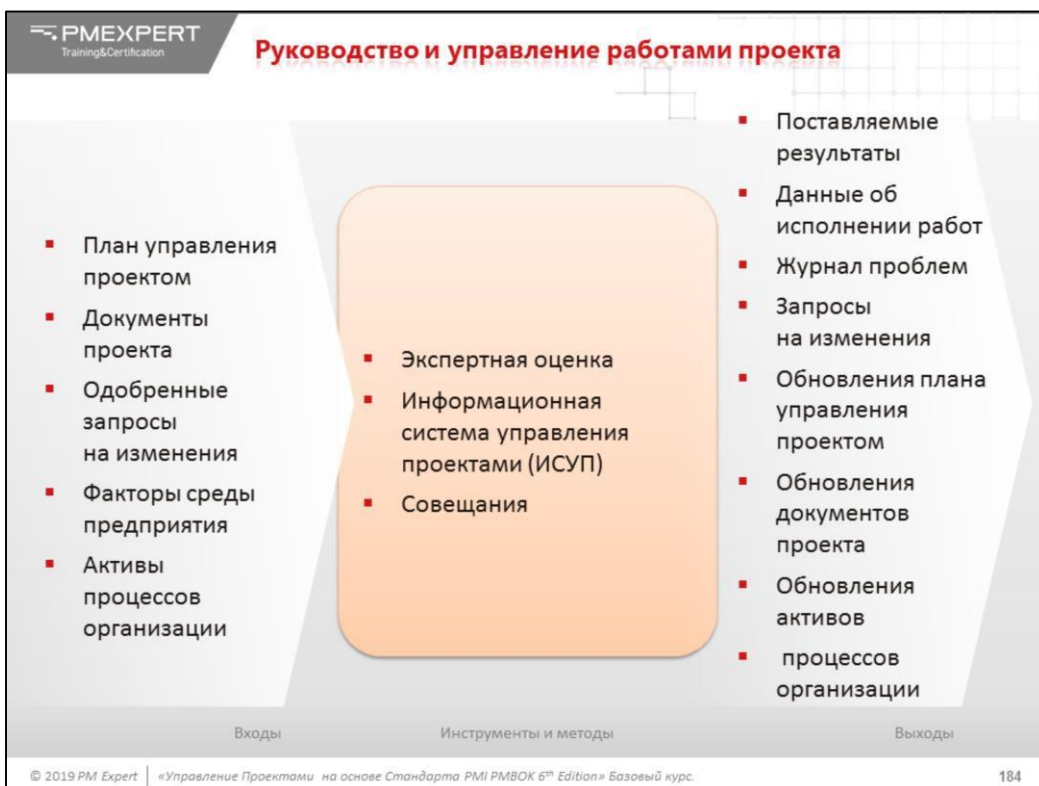 PMEXPERT
Training&Certification
Руководство и управление работами проекта
План управления
проектом
Документы
проекта
Одобренные
запросы
на изменения
Факторы среды
предприятия
Активы
процессов
организации
Экспертная оценка
Информационная
система управления
проектами (ИСУП)
Совещания
Поставляемые
результаты
Данные об
исполнении работ
Журнал проблем
Запросы
на изменения
Обновления плана
управления
проектом
Обновления
документов
проекта
Обновления
активов
процессов
организации
Входы
Инструменты и методы
Выходы
© 2019 PM Expert | «Управление Проектами на основе Стандарта PMI PMBOK 6th Edition» Базовый курс.
184